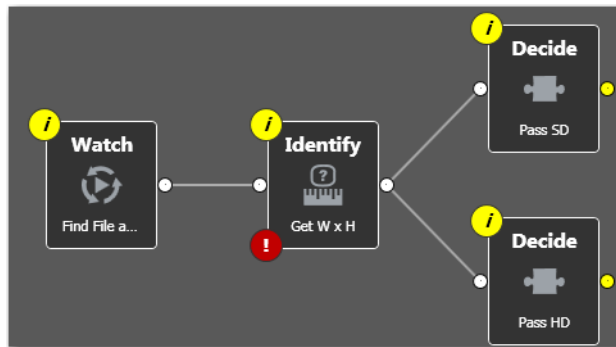 Decide
Pass SD
Watch
Find File a...
Identify
?
Get W x H
!
Decide
Pass HD
i
i
i
i